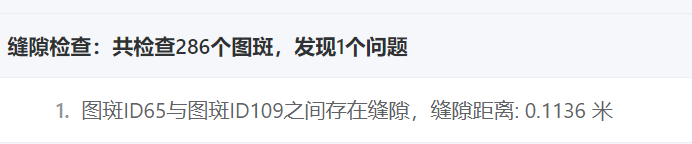 缝隙检查：共检查286个图斑，发现1个问题
1. 图斑ID65与图斑ID109之间存在缝隙，缝隙距离: 0.1136 米